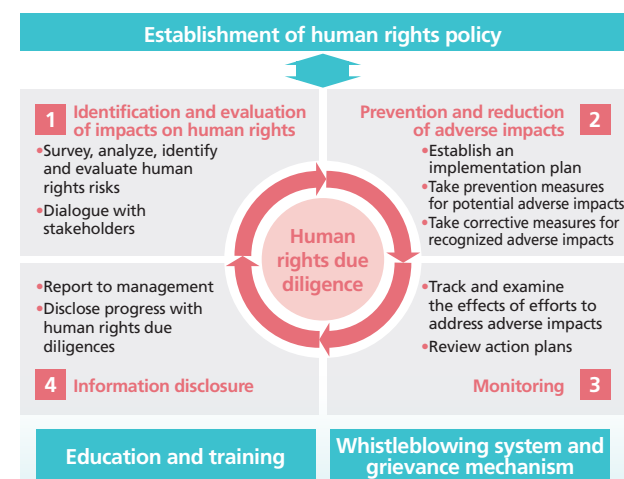 Establishment of human rights policy
1
Identification and evaluation
of impacts on human rights
•Survey, analyze, identify
and evaluate human
rights risks
•Dialogue with
stakeholders
Prevention and reduction
of adverse impacts
2
•Establish an
implementation plan
•Take prevention measures
for potential adverse impacts
•Take corrective measures for
recognized adverse impacts
Human
rights due
diligence
•Track and examine
the effects of efforts to
address adverse impacts
•Review action plans
Monitoring
3
•Report to management
•Disclose progress with
human rights due
diligences
4
Information disclosure
Education and training
Whistleblowing system and
grievance mechanism